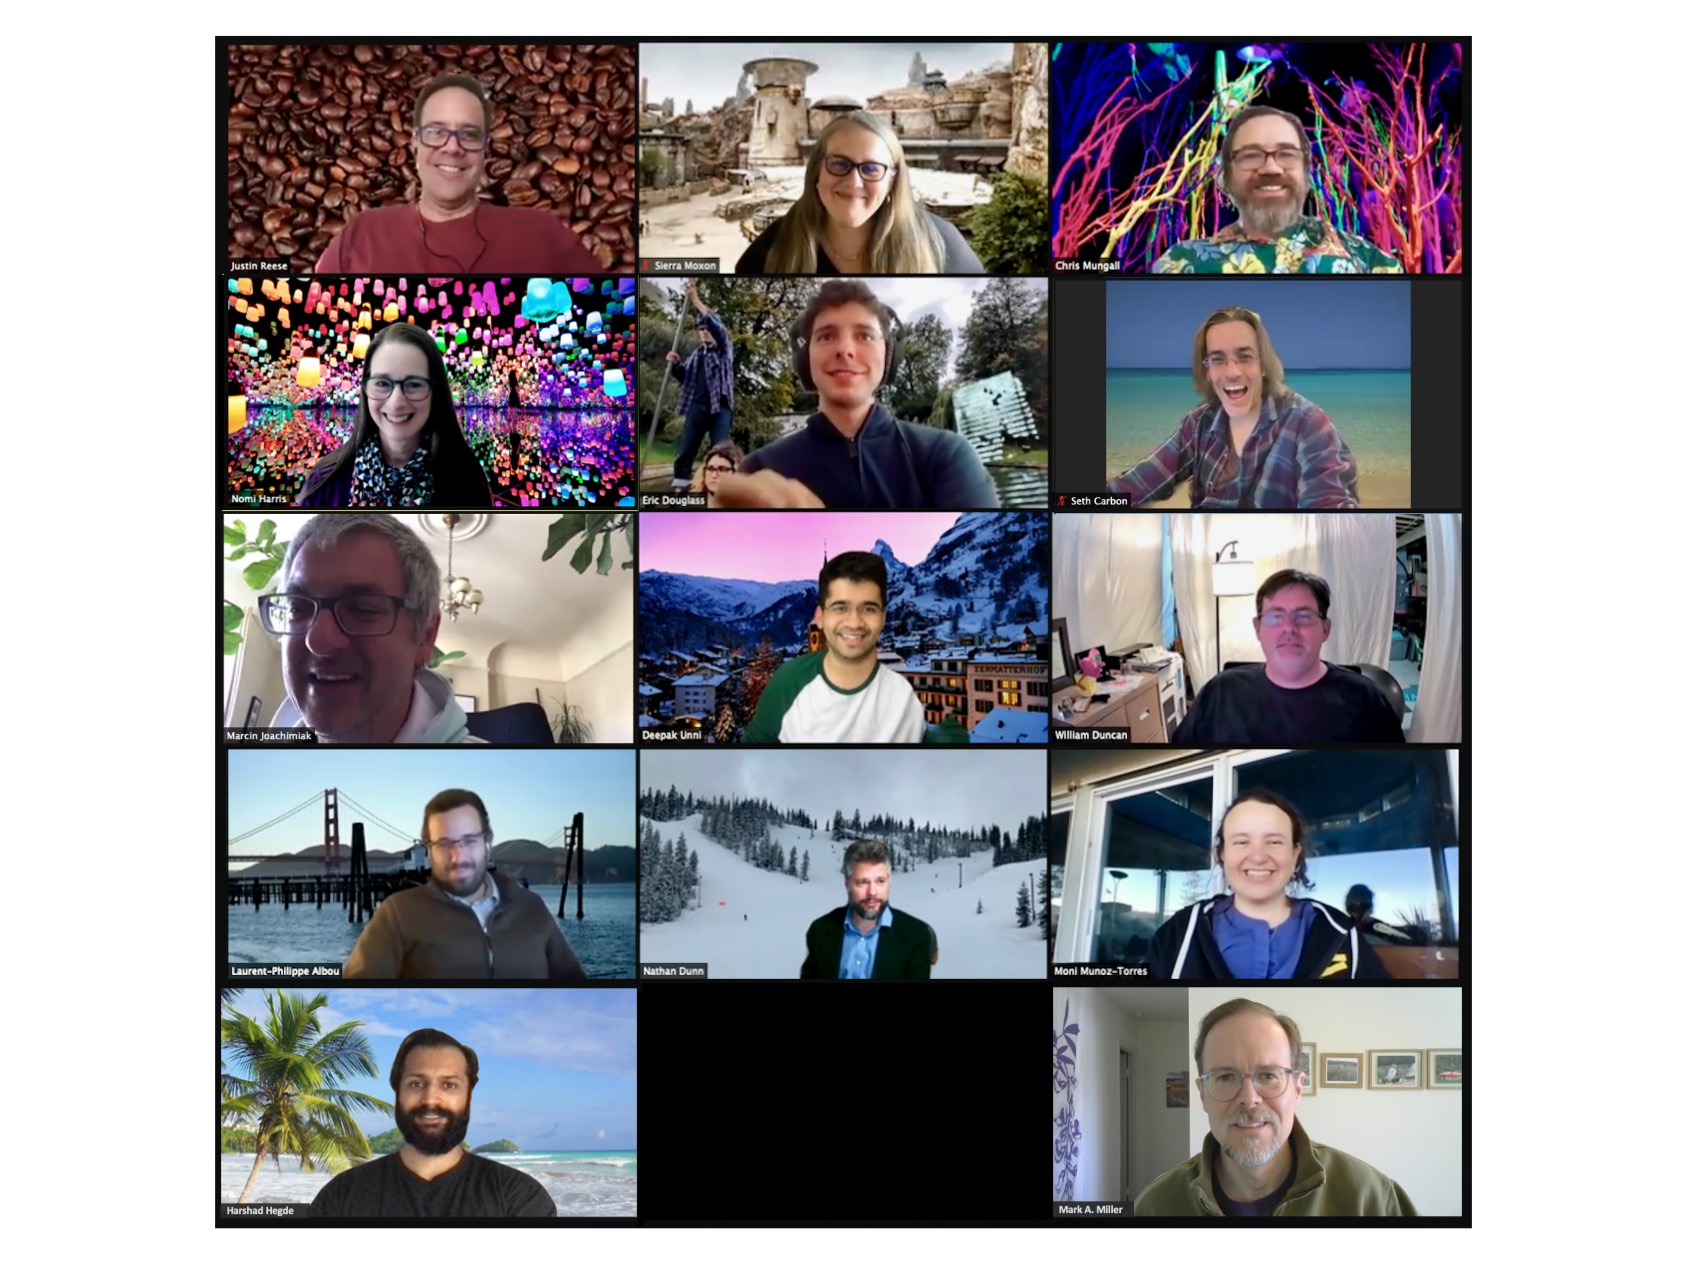 Justin Reese
Sierra Moxon
Chris Mungall
Nomi Harris
Eric Douglass
Seth Carbon
Marcin Joachimiak
ZERMATTERHOF
Deepak Unni
William Duncan
Laurent-Philippe Albou
Nathan Dunn
Moni Munoz-Torres
Harshad Hegde
Mark A. Miller